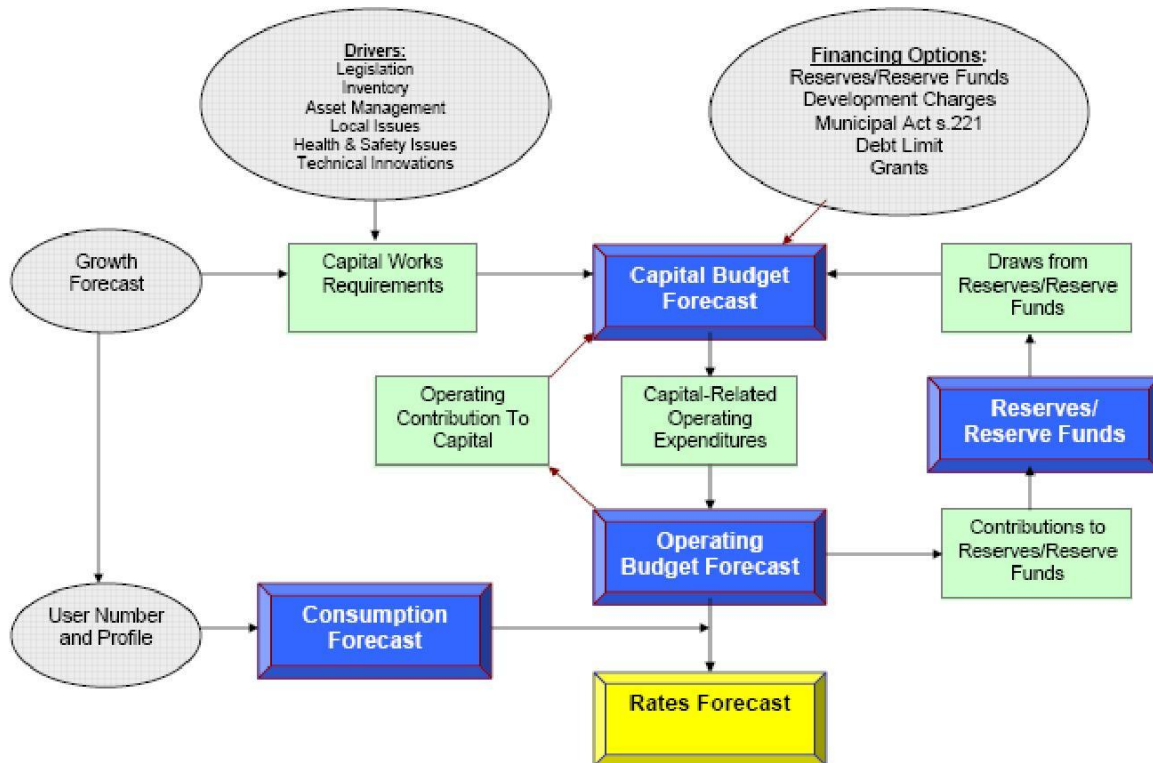 Drivers:
Legislation
Inventory
Asset Management
Local Issues
Health & Safety Issues
Technical Innovations
Financing Options:
Reserves/Reserve Funds
Development Charges
Municipal Act s.221
Debt Limit
Grants
Growth
Forecast
Capital Works
Requirements
Capital Budget
Forecast
Draws from
Reserves/Reserve
Funds
Operating
Contribution To
Capital
Capital-Related
Operating
Expenditures
Reserves/
Reserve Funds
Operating
Budget Forecast
Contributions to
Reserves/Reserve
Funds
User Number
and Profile
Consumption
Forecast
Rates Forecast